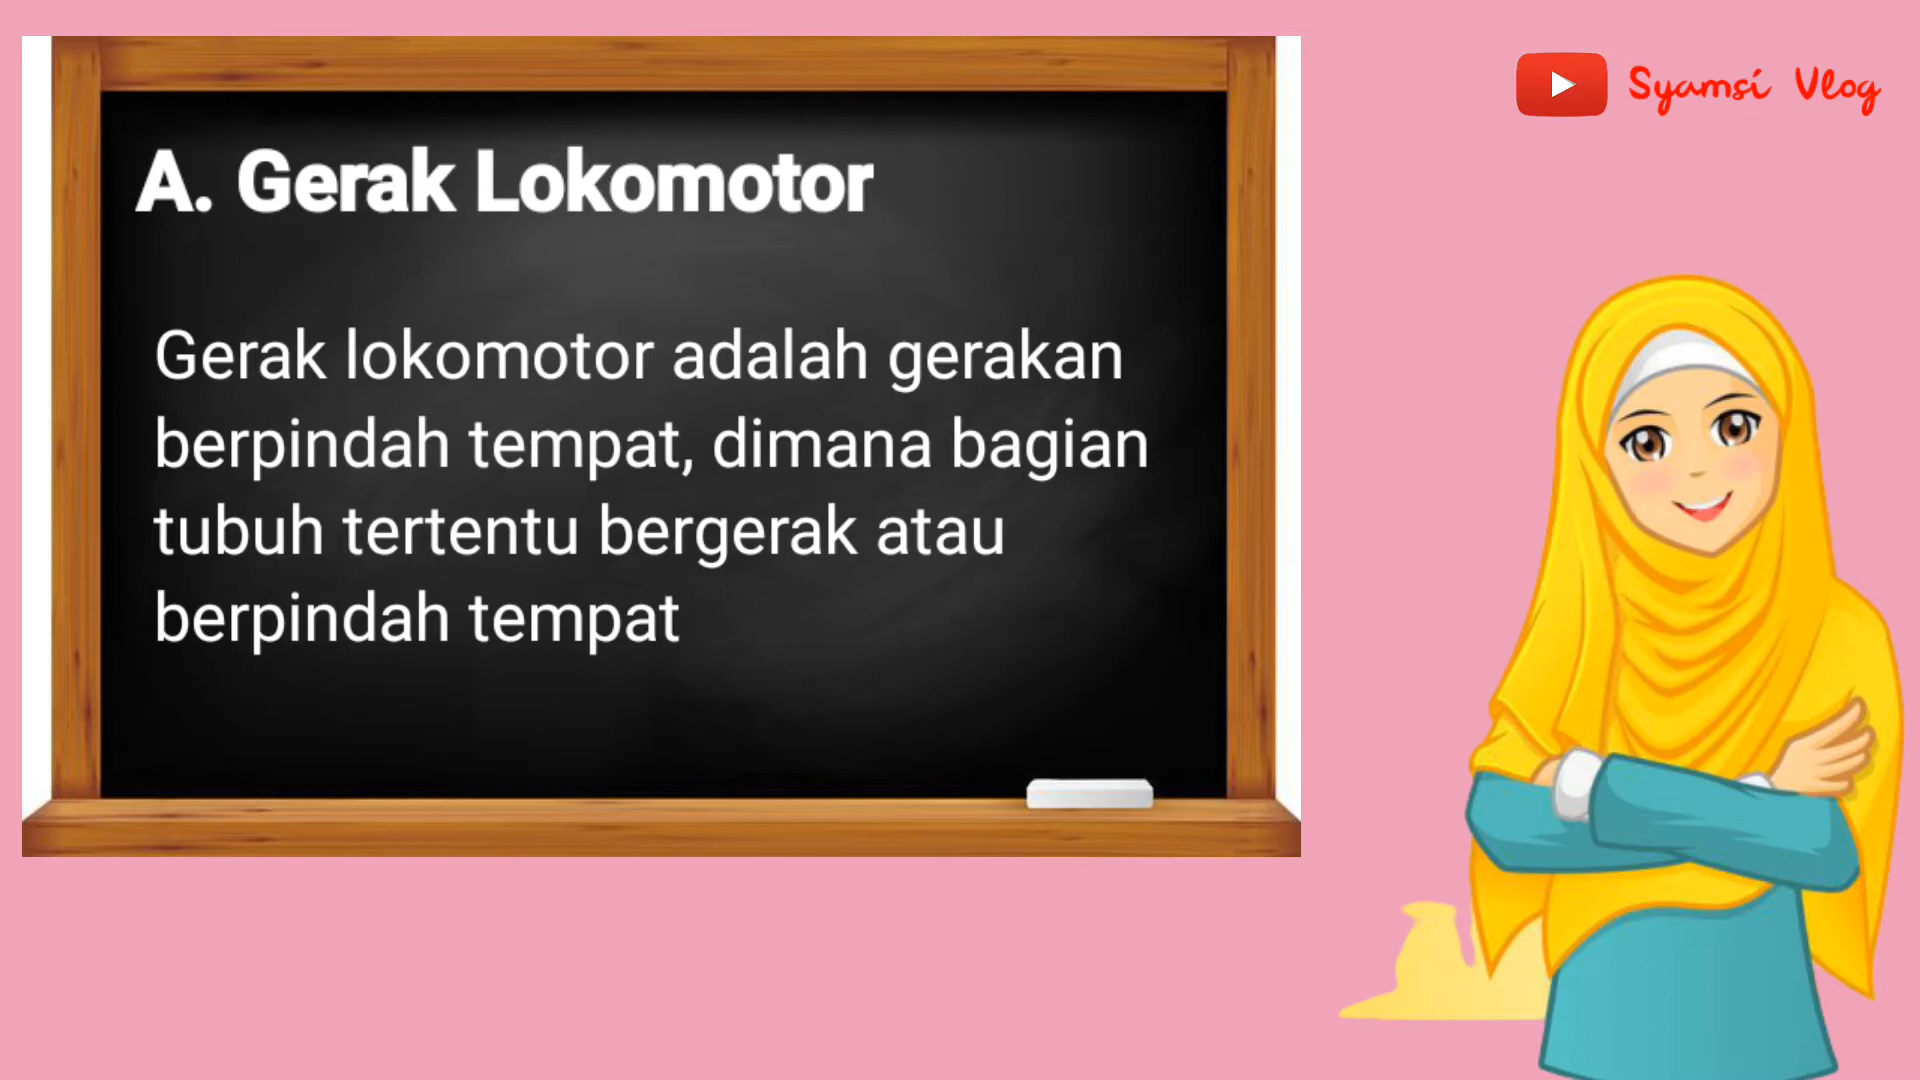 Syamsi Vlog
A. Gerak Lokomotor
Gerak lokomotor adalah gerakan
berpindah tempat, dimana bagian
tubuh tertentu bergerak atau
berpindah tempat